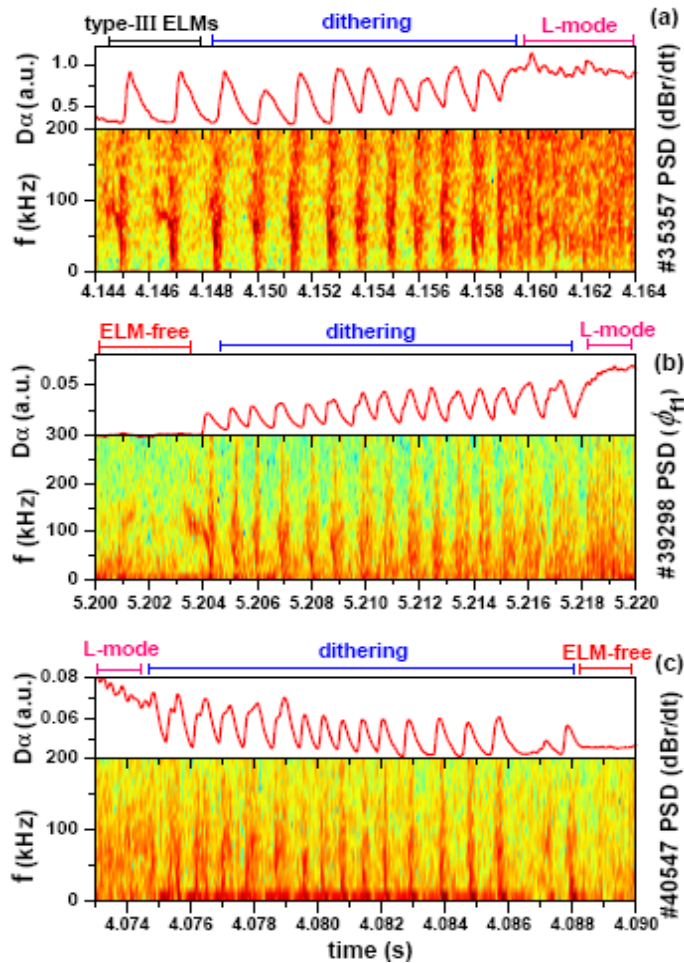 type-III ELMs dithering L-mode (a)
Dα (a.u.)
1.0
0.5
f (kHz)
200
100
0
4.144 4.146 4.148 4.150 4.152 4.154 4.156 4.158 4.160 4.162 4.164
#35357 PSD (dBr/dt)
ELM-free dithering L-mode (b)
Dα (a.u.)
0.05
f (kHz)
300
200
100
0
5.200 5.202 5.204 5.206 5.208 5.210 5.212 5.214 5.216 5.218 5.220
#39298 PSD (ϕf1)
L-mode dithering ELM-free (c)
Dα (a.u.)
0.08
0.06
f (kHz)
200
100
0
4.074 4.076 4.078 4.080 4.082 4.084 4.086 4.088 4.090
#40547 PSD (dBr/dt)
time (s)